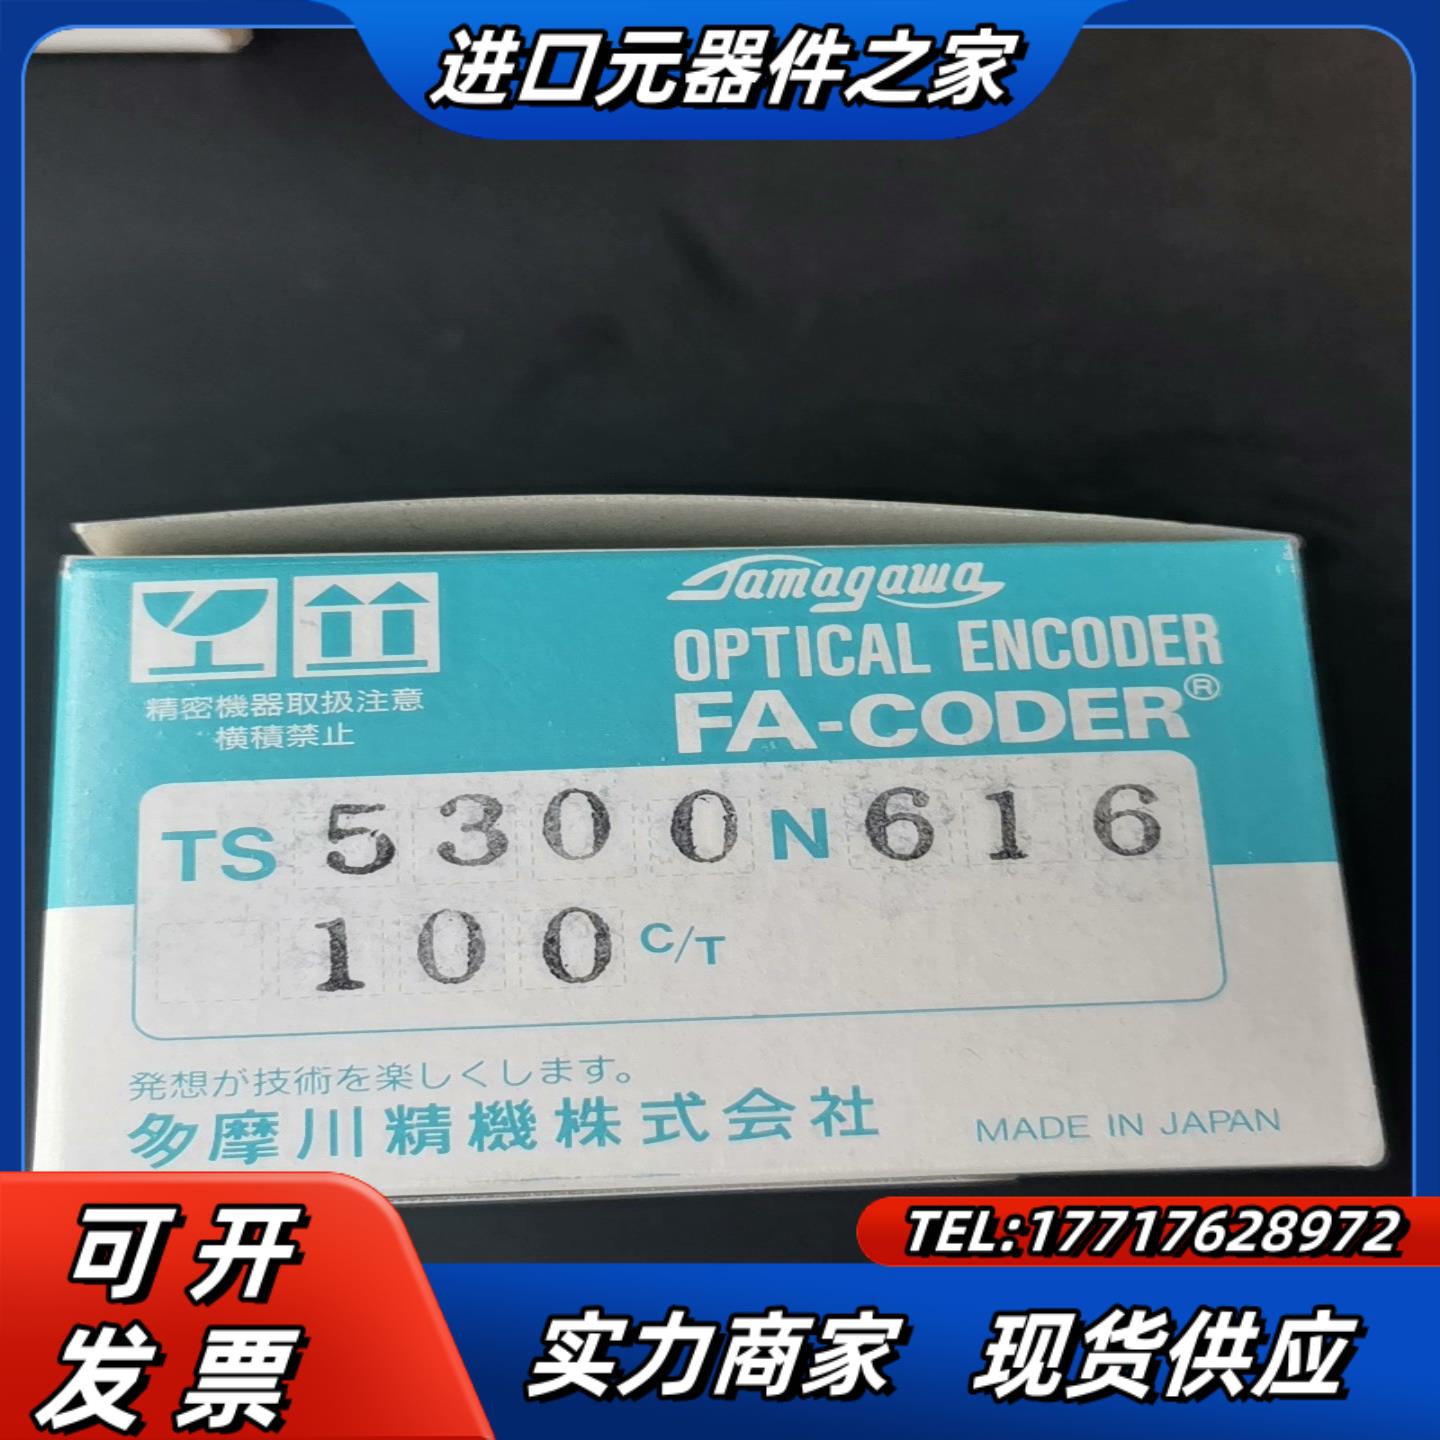 进口元器件之家
Tamagawa
OPTICAL ENCODER
FA-CODER®
精密機器取扱注意
横積禁止
TS 5300 N 616
100 C/T
発想が技術を楽しくします。
多摩川精機株式会社
MADE IN JAPAN
TEL:17717628972
可开
发票
实力商家 现货供应